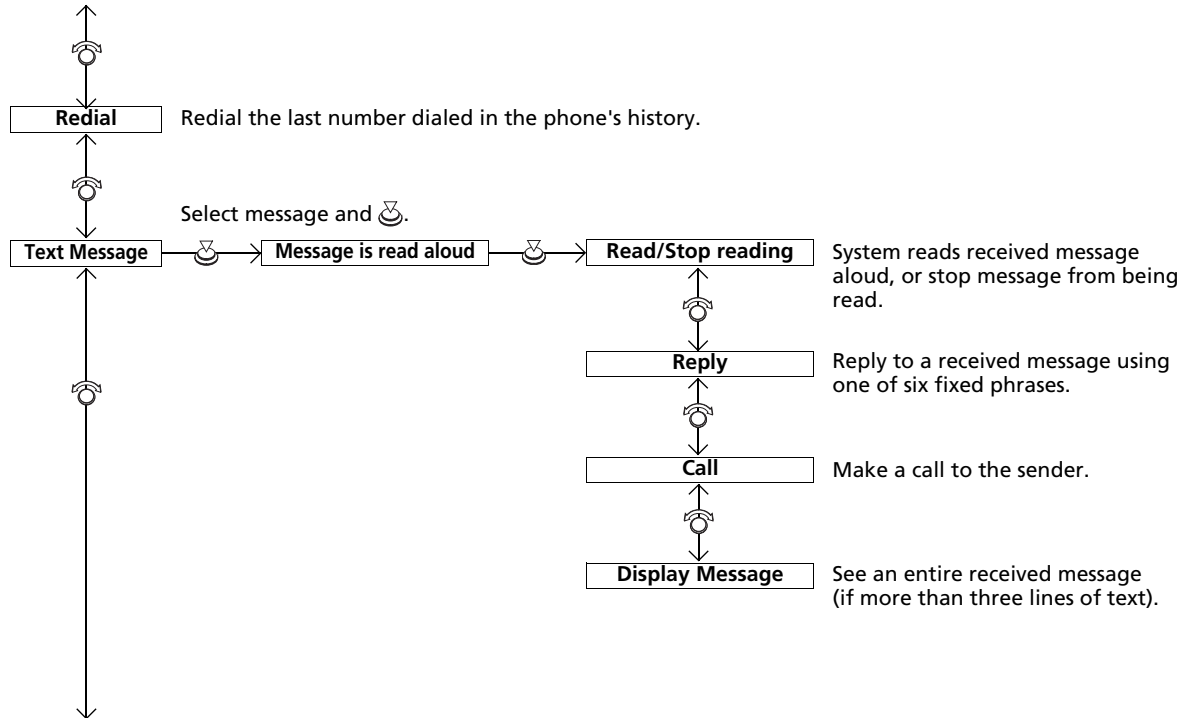 Redial
Redial the last number dialed in the phone's history.
Select message and .
Text Message
Message is read aloud
Read/Stop reading
System reads received message
aloud, or stop message from being
read.
Reply
Reply to a received message using
one of six fixed phrases.
Call
Make a call to the sender.
Display Message
See an entire received message
(if more than three lines of text).